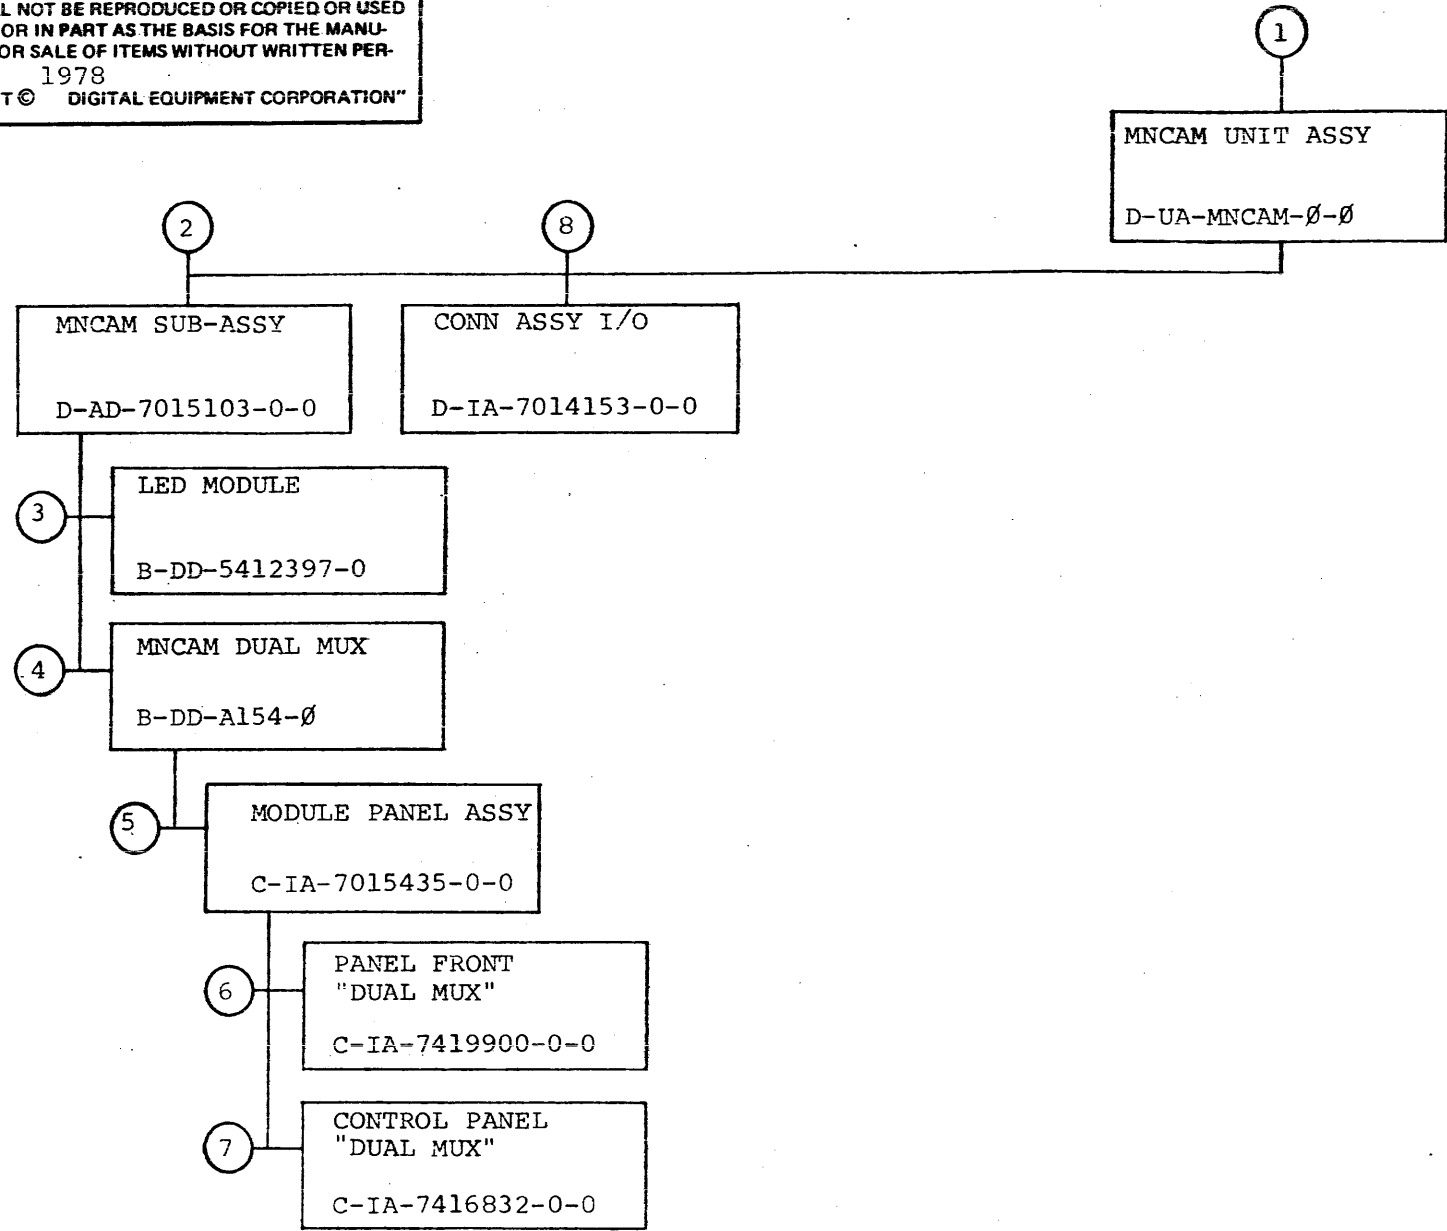 L NOT BE REPRODUCED OR COPIED OR USED
OR IN PART AS THE BASIS FOR THE MANU-
OR SALE OF ITEMS WITHOUT WRITTEN PER-
1978
T © DIGITAL EQUIPMENT CORPORATION"
1
MNCAM UNIT ASSY
D-UA-MNCAM-Ø-Ø
2
8
MNCAM SUB-ASSY
D-AD-7015103-0-0
CONN ASSY I/O
D-IA-7014153-0-0
3
LED MODULE
B-DD-5412397-0
4
MNCAM DUAL MUX
B-DD-A154-Ø
5
MODULE PANEL ASSY
C-IA-7015435-0-0
6
PANEL FRONT
"DUAL MUX"
C-IA-7419900-0-0
7
CONTROL PANEL
"DUAL MUX"
C-IA-7416832-0-0